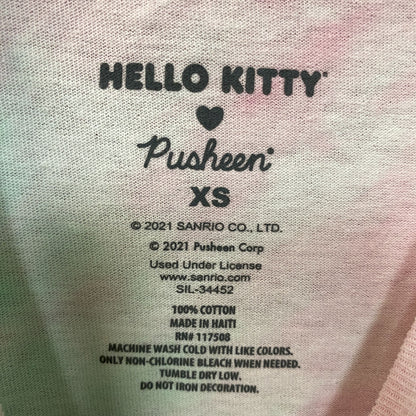 HELLO KITTY®
♥
Pusheen®
XS
© 2021 SANRIO CO., LTD.
© 2021 Pusheen Corp
Used Under License
www.sanrio.com
SIL-34452
100% COTTON
MADE IN HAITI
RN# 117508
MACHINE WASH COLD WITH LIKE COLORS.
ONLY NON-CHLORINE BLEACH WHEN NEEDED.
TUMBLE DRY LOW.
DO NOT IRON DECORATION.